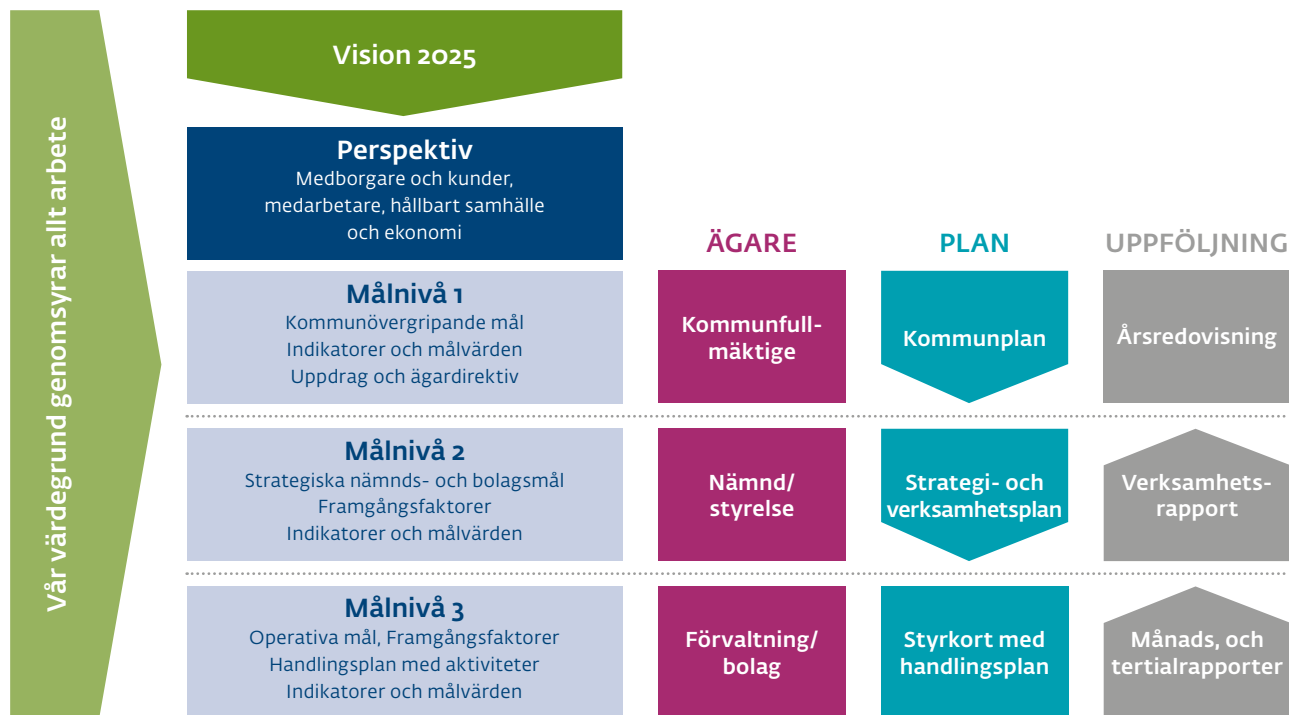 Vår värdegrund genomsyrar allt arbete
Vision 2025
Perspektiv
Medborgare och kunder,
medarbetare, hållbart samhälle
och ekonomi
ÄGARE
PLAN
UPPFÖLJNING
Målnivå 1
Kommunövergripande mål
Indikatorer och målvärden
Uppdrag och ägardirektiv
Kommunfull-
mäktige
Kommunplan
Årsredovisning
Målnivå 2
Strategiska nämnds- och bolagsmål
Framgångsfaktorer
Indikatorer och målvärden
Nämnd/
styrelse
Strategi- och
verksamhetsplan
Verksamhets-
rapport
Målnivå 3
Operativa mål, Framgångsfaktorer
Handlingsplan med aktiviteter
Indikatorer och målvärden
Förvaltning/
bolag
Styrkort med
handlingsplan
Månads, och
tertialrapporter